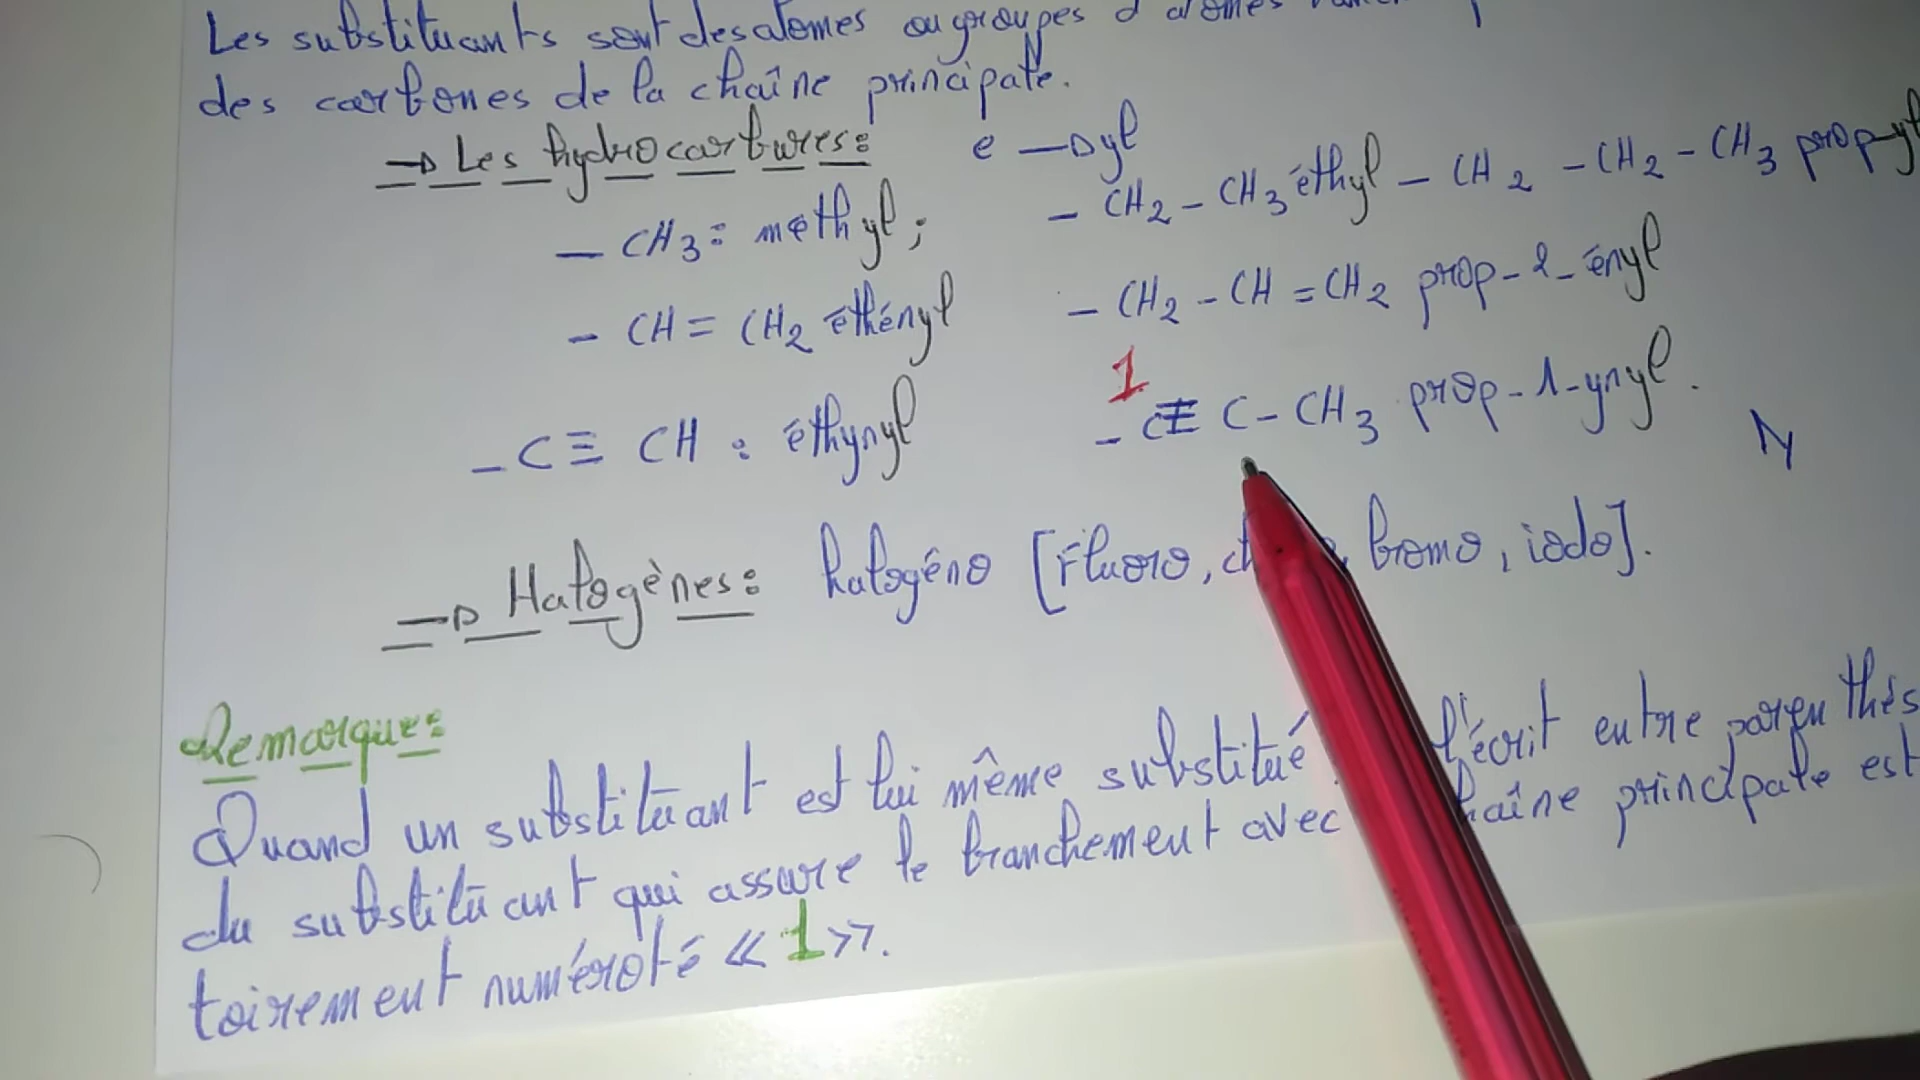 Les substituants sont des atomes ou groupes d'atomes
des carbones de la chaîne principale.
→ Les hydrocarbures: e → yl
- CH3: méthyl; - CH2 - CH3 éthyl - CH2 - CH2 - CH3 prop-yl
- CH = CH2 éthényl - CH2 - CH = CH2 prop-2-ényl
1
- C ≡ CH : éthynyl - C ≡ C - CH3 prop-1-ynyl.
N
→ Halogènes: halogéno [Fluoro, bromo, iodo].
Remarque:
Quand un substituant est lui même substitué l'écrit entre parenthès
du substituant qui assure le branchement avec chaîne principale est
toirement numéroté « 1 ».